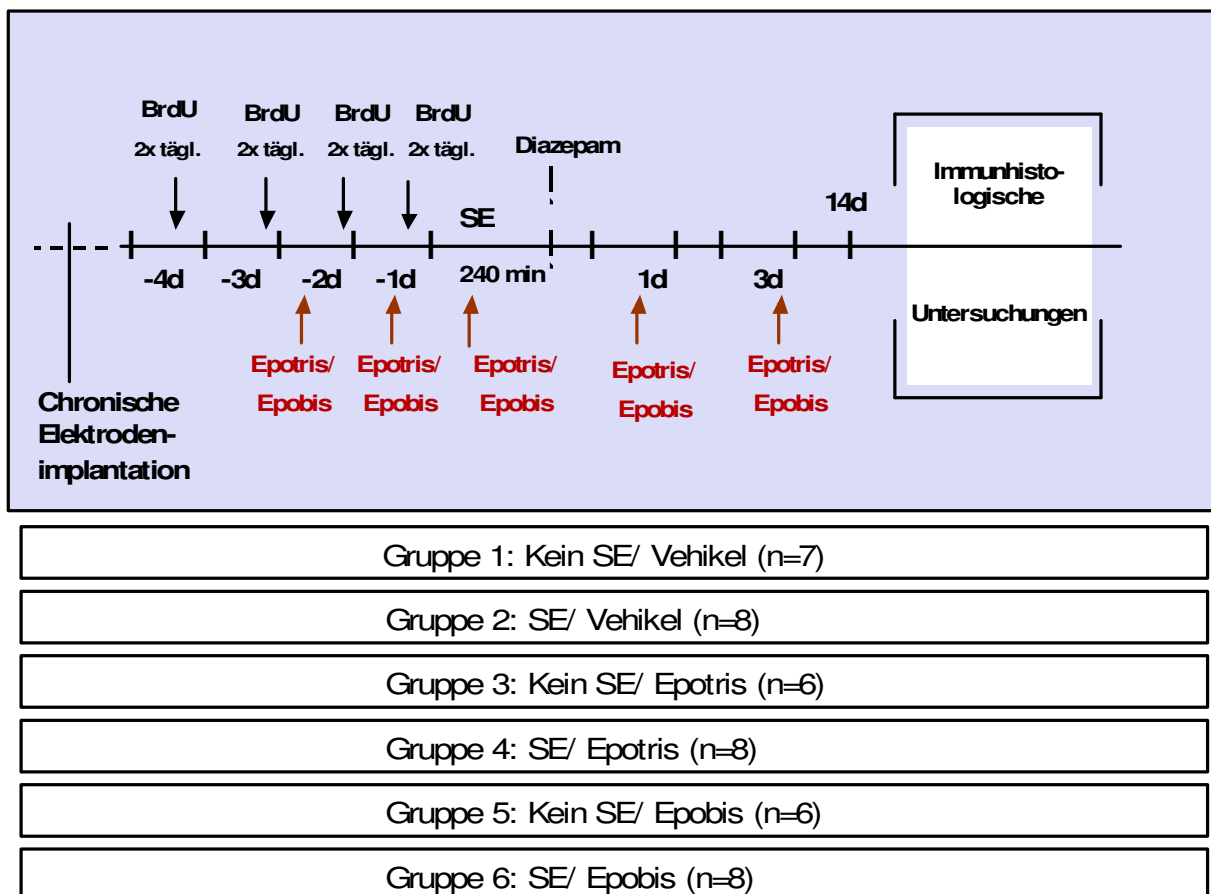 BrdU BrdU BrdU BrdU
2x tägl. 2x tägl. 2x tägl. 2x tägl.
Diazepam
Immunhisto-
logische
14d
SE
-4d -3d -2d -1d 240 min 1d 3d
Untersuchungen
Epotris/ Epotris/ Epotris/ Epotris/ Epotris/
Epobis Epobis Epobis Epobis Epobis
Chronische
Elektroden-
implantation
Gruppe 1: Kein SE/ Vehikel (n=7)
Gruppe 2: SE/ Vehikel (n=8)
Gruppe 3: Kein SE/ Epotris (n=6)
Gruppe 4: SE/ Epotris (n=8)
Gruppe 5: Kein SE/ Epobis (n=6)
Gruppe 6: SE/ Epobis (n=8)